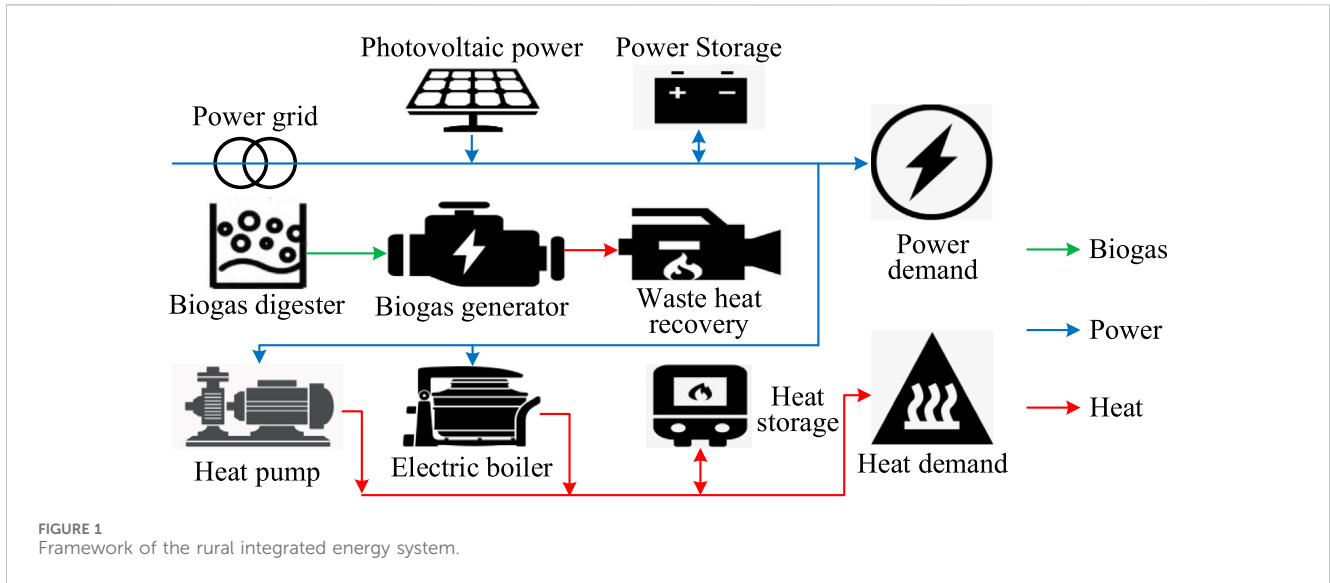 Photovoltaic power
Power Storage
Power grid
Power
demand
Biogas digester
Biogas generator
Waste heat
recovery
Biogas
Power
Heat
Heat pump
Electric boiler
Heat
storage
Heat demand
FIGURE 1
Framework of the rural integrated energy system.